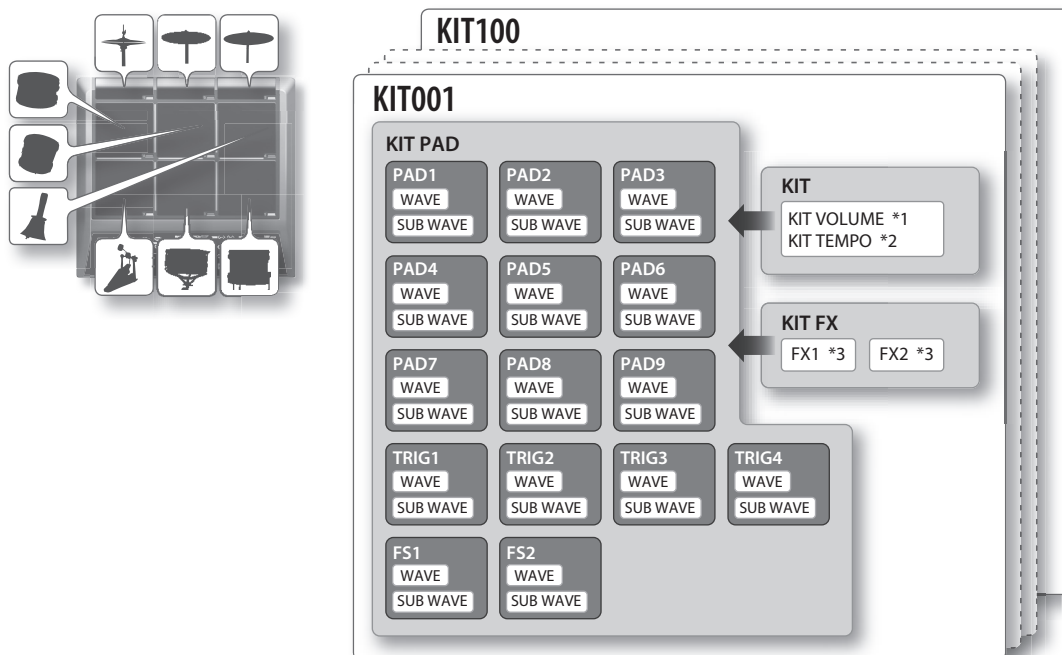 KIT100
KIT001
KIT PAD
PAD1
WAVE
SUB WAVE
PAD2
WAVE
SUB WAVE
PAD3
WAVE
SUB WAVE
PAD4
WAVE
SUB WAVE
PAD5
WAVE
SUB WAVE
PAD6
WAVE
SUB WAVE
PAD7
WAVE
SUB WAVE
PAD8
WAVE
SUB WAVE
PAD9
WAVE
SUB WAVE
TRIG1
WAVE
SUB WAVE
TRIG2
WAVE
SUB WAVE
TRIG3
WAVE
SUB WAVE
TRIG4
WAVE
SUB WAVE
FS1
WAVE
SUB WAVE
FS2
WAVE
SUB WAVE
KIT
KIT VOLUME *1
KIT TEMPO *2
KIT FX
FX1 *3
FX2 *3